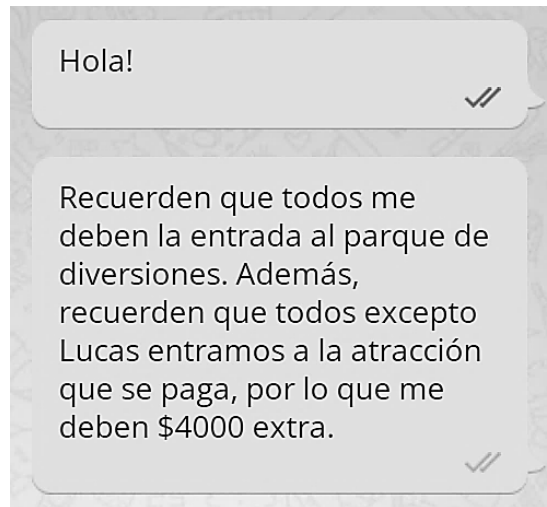 Hola!
Recuerden que todos me
deben la entrada al parque de
diversiones. Además,
recuerden que todos excepto
Lucas entramos a la atracción
que se paga, por lo que me
deben $4000 extra.